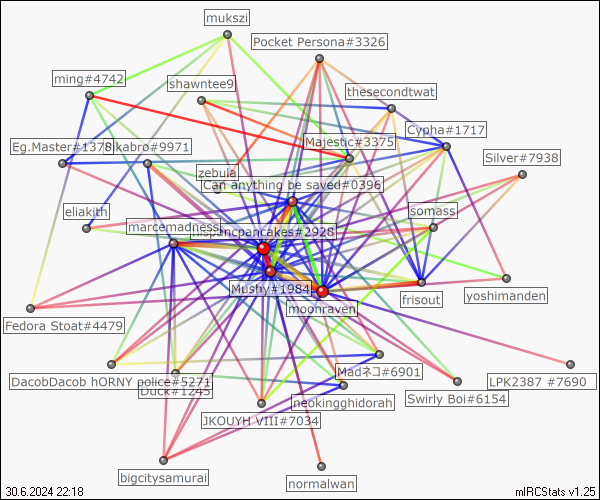 mukszi
Pocket Persona#3326
ming#4742
shawntee9
thesecondtwat
Cypha#1717
Eg.Master#1378
likabro#9971
Majestic#3375
Silver#7938
zebula
Can anything be saved#0396
eliakith
somass
marcemadness
hispanicpancakes#2928
Mushy#1984
moonraven
frisout
yoshimanden
Fedora Stoat#4479
DacobDacob hORNY police#5271
Duck#1245
Madネコ#6901
LPK2387 #7690
Swirly Boi#6154
neokingghidorah
JKOUYH VIII#7034
bigcitysamurai
normalwan
30.6.2024 22:18
mIRCStats v1.25